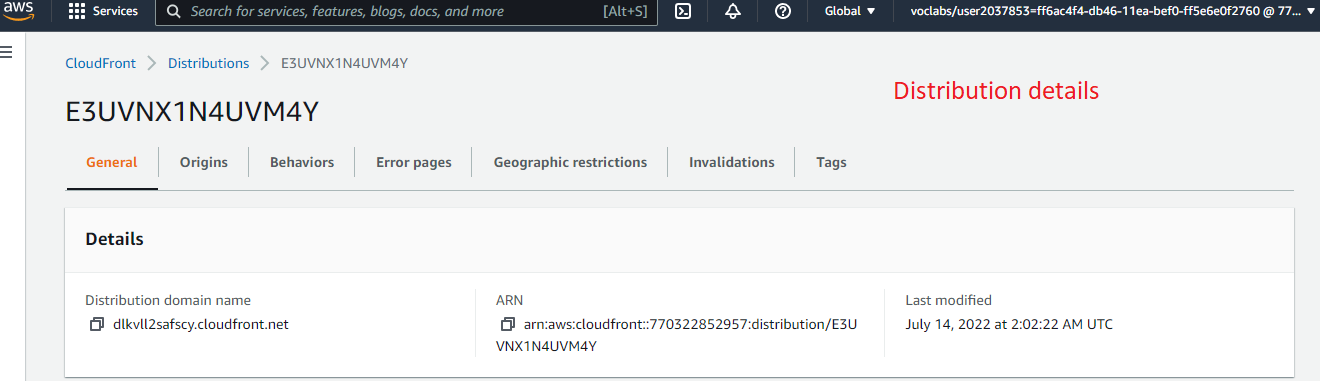 aws
Services
Search for services, features, blogs, docs, and more
[Alt+S]
Global
voclabs/user2037853=ff6ac4f4-db46-11ea-bef0-ff5e6e0f2760 @ 77...
CloudFront
Distributions
E3UVNX1N4UVM4Y
Distribution details
E3UVNX1N4UVM4Y
General
Origins
Behaviors
Error pages
Geographic restrictions
Invalidations
Tags
Details
Distribution domain name
dlkvll2safscy.cloudfront.net
ARN
arn:aws:cloudfront::770322852957:distribution/E3U
VNX1N4UVM4Y
Last modified
July 14, 2022 at 2:02:22 AM UTC